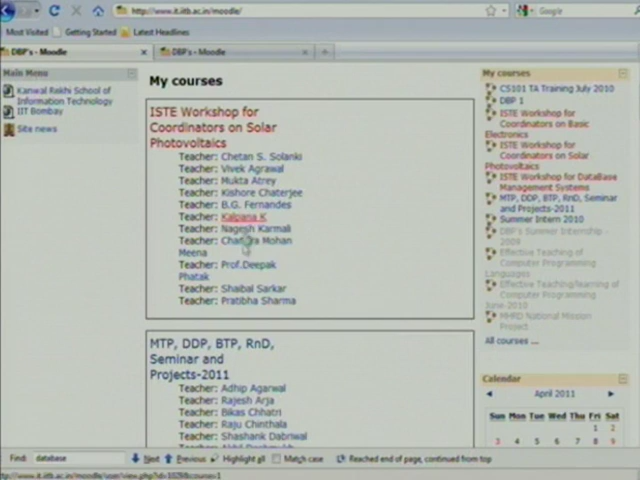 http://www.it.iitb.ac.in/moodle/
Google
Most Visited Getting Started Latest Headlines
DBP's - Moodle
DBP's - Moodle
Main Menu
Kanwal Rekhi School of
Information Technology
IIT Bombay
Site news
My courses
ISTE Workshop for
Coordinators on Solar
Photovoltaics
Teacher: Chetan S. Solanki
Teacher: Vivek Agrawal
Teacher: Mukta Atrey
Teacher: Kishore Chaterjee
Teacher: B.G. Fernandes
Teacher: Kalpana K
Teacher: Nagesh Karmali
Teacher: Chandra Mohan
Meena
Teacher: Prof.Deepak
Phatak
Teacher: Shaibal Sarkar
Teacher: Pratibha Sharma
MTP, DDP, BTP, RnD,
Seminar and
Projects-2011
Teacher: Adhip Agarwal
Teacher: Rajesh Arja
Teacher: Bikas Chhatri
Teacher: Raju Chinthala
Teacher: Shashank Dabriwal
My courses
CS101 TA Training July 2010
DBP 1
ISTE Workshop for
Coordinators on Basic
Electronics
ISTE Workshop for
Coordinators on Solar
Photovoltaics
ISTE Workshop for DataBase
Management Systems
MTP, DDP, BTP, RnD, Seminar
and Projects-2011
Summer Intern 2010
DBP's Summer Internship -
2009
Effective Teaching of
Computer Programming
Languages
Effective Teaching/learning of
Computer Programming
June-2010
MHRD National Mission
Project
All courses ...
Calendar
April 2011
Sun Mon Tue Wed Thu Fri Sat
1 2
3 4 5 6 7 8 9
Find: database Next Previous Highlight all Match case Reached end of page, continued from top